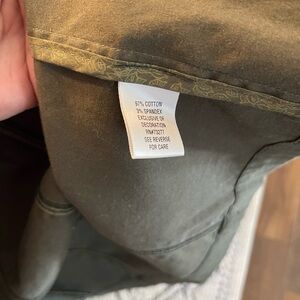 97% COTTON
3% SPANDEX
EXCLUSIVE OF
DECORATION
RN#73277
SEE REVERSE
FOR CARE